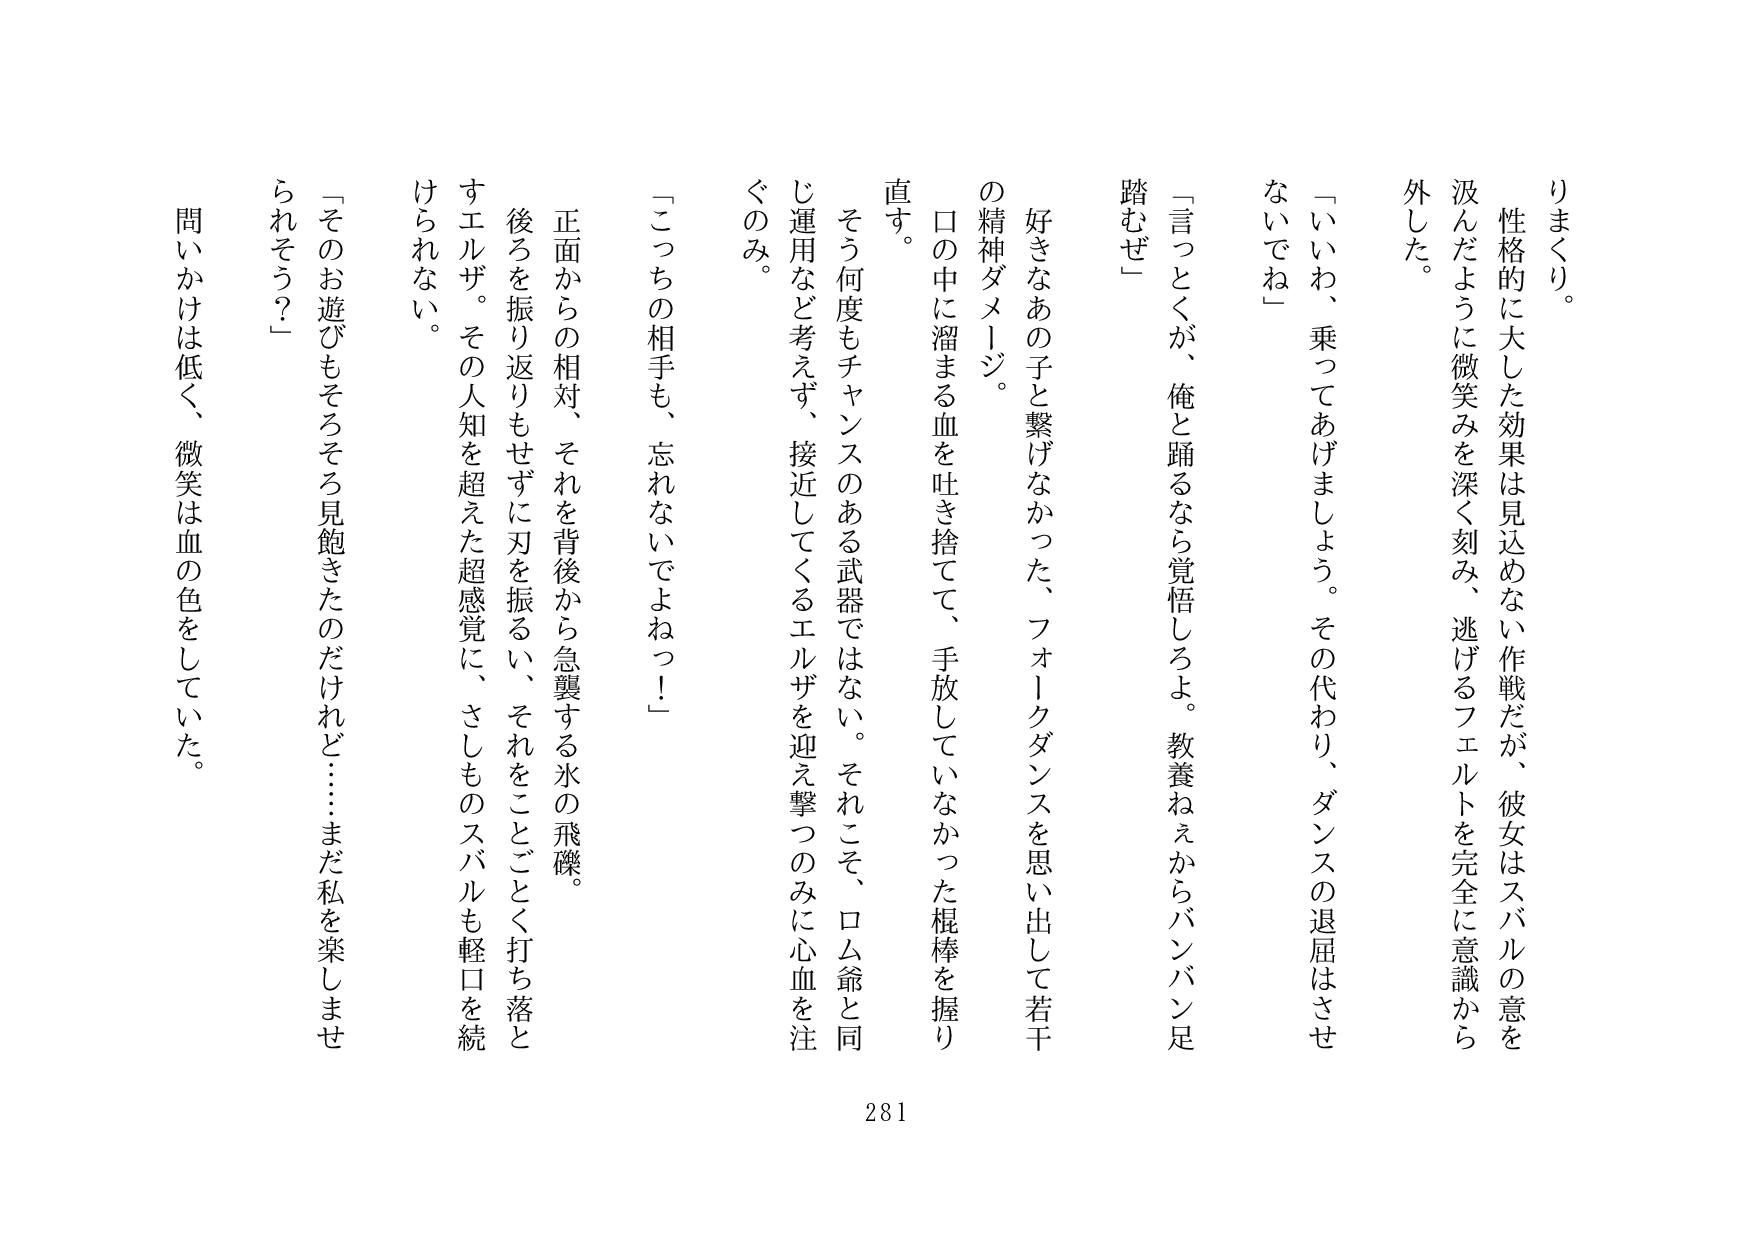 りまくり。
　性格的に大した効果は見込めない作戦だが、彼女はスバルの意を
汲んだように微笑みを深く刻み、逃げるフェルトを完全に意識から
外した。
「いいわ、乗ってあげましょう。その代わり、ダンスの退屈はさせ
ないでね」
「言っとくが、俺と踊るなら覚悟しろよ。教養ねぇからバンバン足
踏むぜ」
　好きなあの子と繋げなかった、フォークダンスを思い出して若干
の精神ダメージ。
　口の中に溜まる血を吐き捨てて、手放していなかった棍棒を握り
直す。
　そう何度もチャンスのある武器ではない。それこそ、ロム爺と同
じ運用など考えず、接近してくるエルザを迎え撃つのみに心血を注
ぐのみ。
「こっちの相手も、忘れないでよねっ！」
　正面からの相対、それを背後から急襲する氷の飛礫。
　後ろを振り返りもせずに刃を振るい、それをことごとく打ち落と
すエルザ。その人知を超えた超感覚に、さしものスバルも軽口を続
けられない。
「そのお遊びもそろそろ見飽きたのだけれど……まだ私を楽しませ
られそう？」
　問いかけは低く、微笑は血の色をしていた。
281